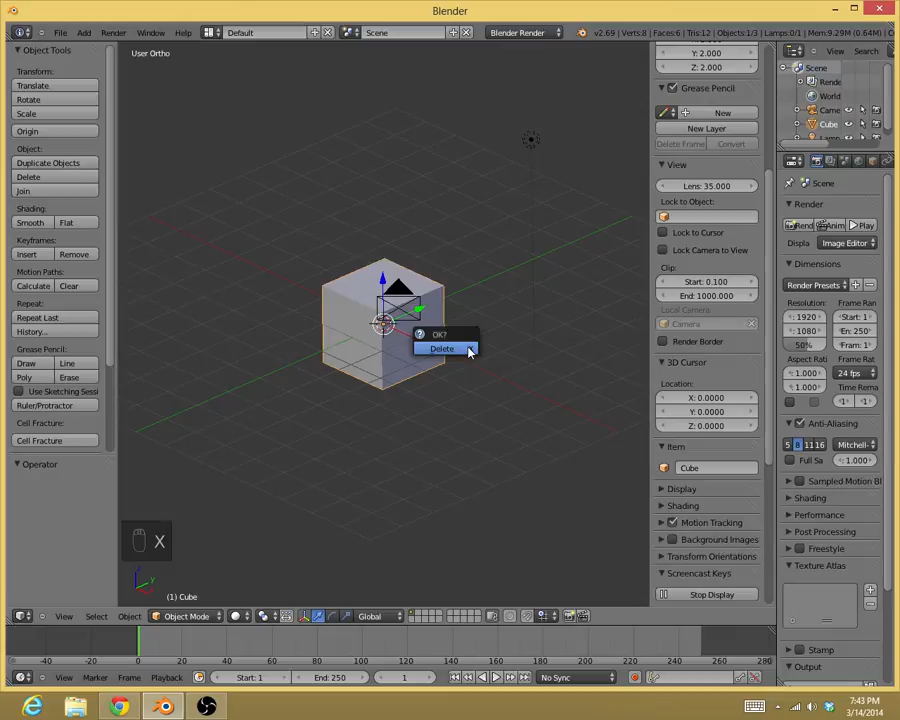 Blender
File Add Render Window Help Default Scene Blender Render v2.69 | Verts:8 | Faces:6 | Tris:12 | Objects:1/3 | Lamps:0/1 | Mem:9.29M (0.64M)
Object Tools
Transform:
Translate
Rotate
Scale
Origin
Object:
Duplicate Objects
Delete
Join
Shading:
Smooth Flat
Keyframes:
Insert Remove
Motion Paths:
Calculate Clear
Repeat:
Repeat Last
History...
Grease Pencil:
Draw Line
Poly Erase
Use Sketching Sessi
Ruler/Protractor
Cell Fracture:
Cell Fracture
Operator
User Ortho
OK?
Delete
X
z
y
(1) Cube
Y: 2.000
Z: 2.000
Grease Pencil
New
New Layer
Delete Frame Convert
View
Lens: 35.000
Lock to Object:
Lock to Cursor
Lock Camera to View
Clip:
Start: 0.100
End: 1000.000
Local Camera:
Camera
Render Border
3D Cursor
Location:
X: 0.0000
Y: 0.0000
Z: 0.0000
Item
Cube
Display
Shading
Motion Tracking
Background Images
Transform Orientations
Screencast Keys
Stop Display
View Search
Scene
Rende
World
Came
Cube
Lamp
Scene
Render
Rend Anim Play
Displa Image Editor
Dimensions
Render Presets
Resolution: Frame Ran
1920 Start: 1
1080 End: 250
50% Frame: 1
Aspect Rati Frame Rat
1.000 24 fps
1.000 Time Rema
1 1
Anti-Aliasing
5 8 11 16 Mitchell-
Full Sa 1.000
Sampled Motion Bl
Shading
Performance
Post Processing
Freestyle
Texture Atlas
Stamp
Output
View Select Object Object Mode Global
-40 -20 0 20 40 60 80 100 120 140 160 180 200 220 240 260 280
View Marker Frame Playback Start: 1 End: 250 1 No Sync
7:43 PM
3/14/2014